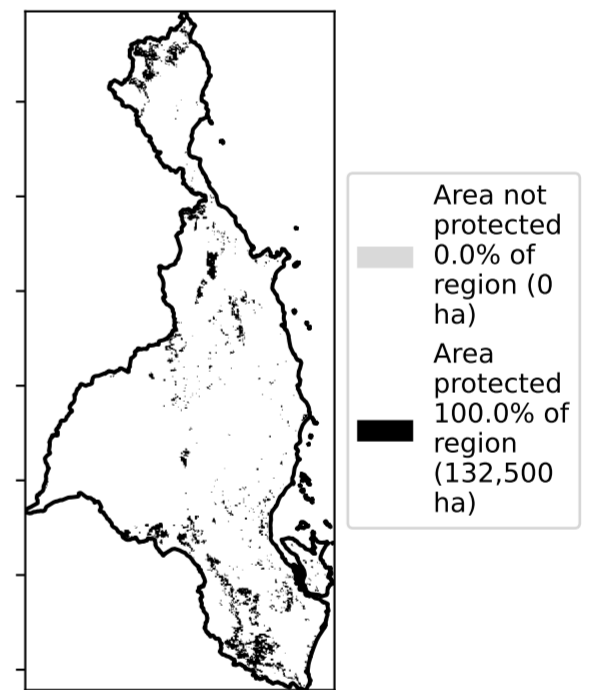 Area not
protected
0.0% of
region (0
ha)
Area
protected
100.0% of
region
(132,500
ha)